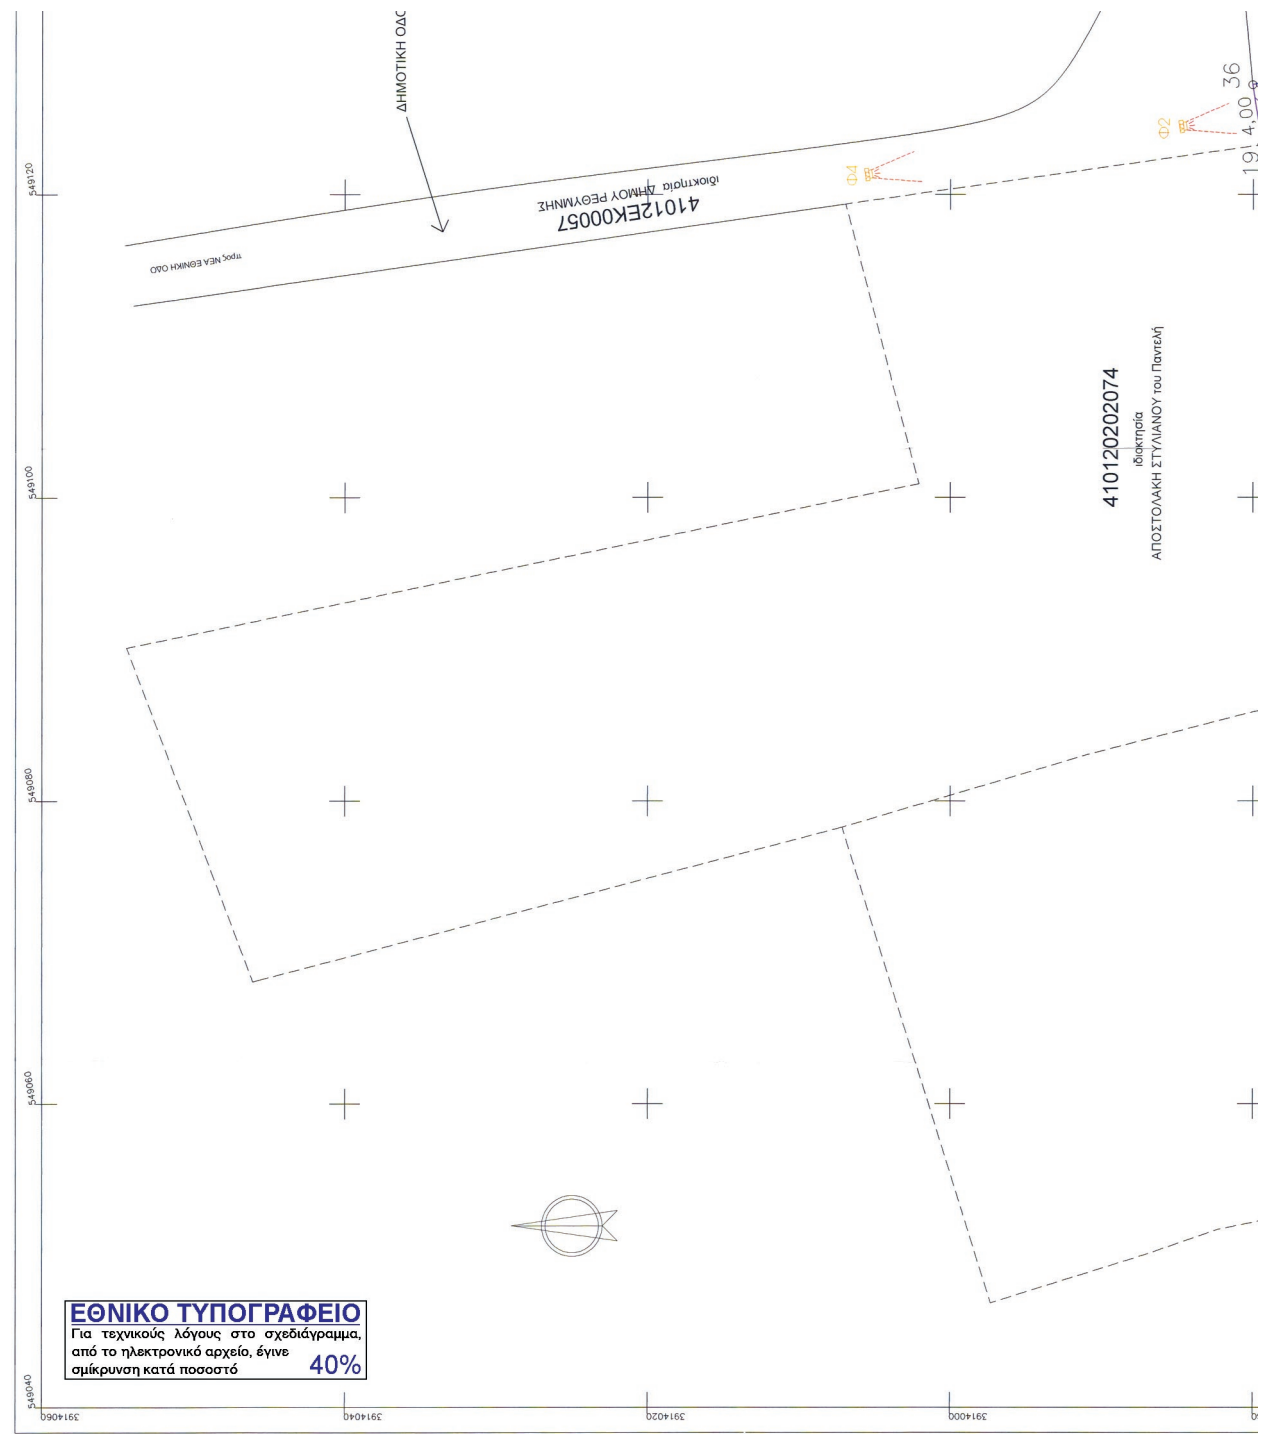 ΔΗΜΟΤΙΚΗ ΟΔΟ
36
4,00
19
Φ2
Φ4
549120
ιδιοκτησία ΔΗΜΟΥ ΡΕΘΥΜΝΗΣ
41012ΕΚ00057
προς ΝΕΑ ΕΘΝΙΚΗ ΟΔΟ
410120202074
ιδιοκτησία
ΑΠΟΣΤΟΛΑΚΗ ΣΤΥΛΙΑΝΟΥ του Παντελή
549100
549080
549060
ΕΘΝΙΚΟ ΤΥΠΟΓΡΑΦΕΙΟ
Για τεχνικούς λόγους στο σχεδιάγραμμα,
από το ηλεκτρονικό αρχείο, έγινε
σμίκρυνση κατά ποσοστό 40%
549040
3914060
3914040
3914020
3914000